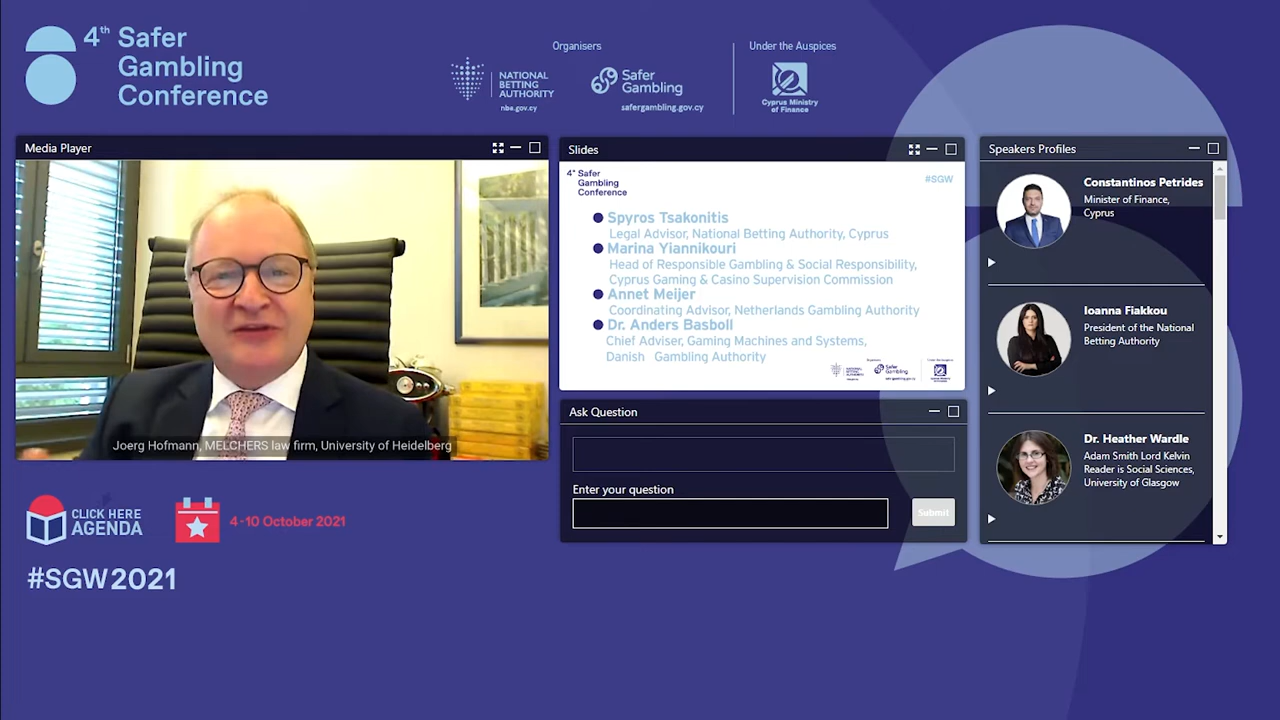 4th Safer
Gambling
Conference
Organisers
NATIONAL
BETTING
AUTHORITY
nba.gov.cy
Safer
Gambling
safergambling.gov.cy
Under the Auspices
Cyprus Ministry
of Finance
Media Player
Joerg Hofmann, MELCHERS law firm, University of Heidelberg
Slides
4th Safer
Gambling
Conference
#SGW
Spyros Tsakonitis
Legal Advisor, National Betting Authority, Cyprus
Marina Yiannikouri
Head of Responsible Gambling & Social Responsibility,
Cyprus Gaming & Casino Supervision Commission
Annet Meijer
Coordinating Advisor, Netherlands Gambling Authority
Dr. Anders Basboll
Chief Adviser, Gaming Machines and Systems,
Danish Gambling Authority
Safer
Gambling
Ask Question
Enter your question
Submit
Speakers Profiles
Constantinos Petrides
Minister of Finance,
Cyprus
Ioanna Fiakkou
President of the National
Betting Authority
Dr. Heather Wardle
Adam Smith Lord Kelvin
Reader is Social Sciences,
University of Glasgow
CLICK HERE
AGENDA
4-10 October 2021
#SGW2021